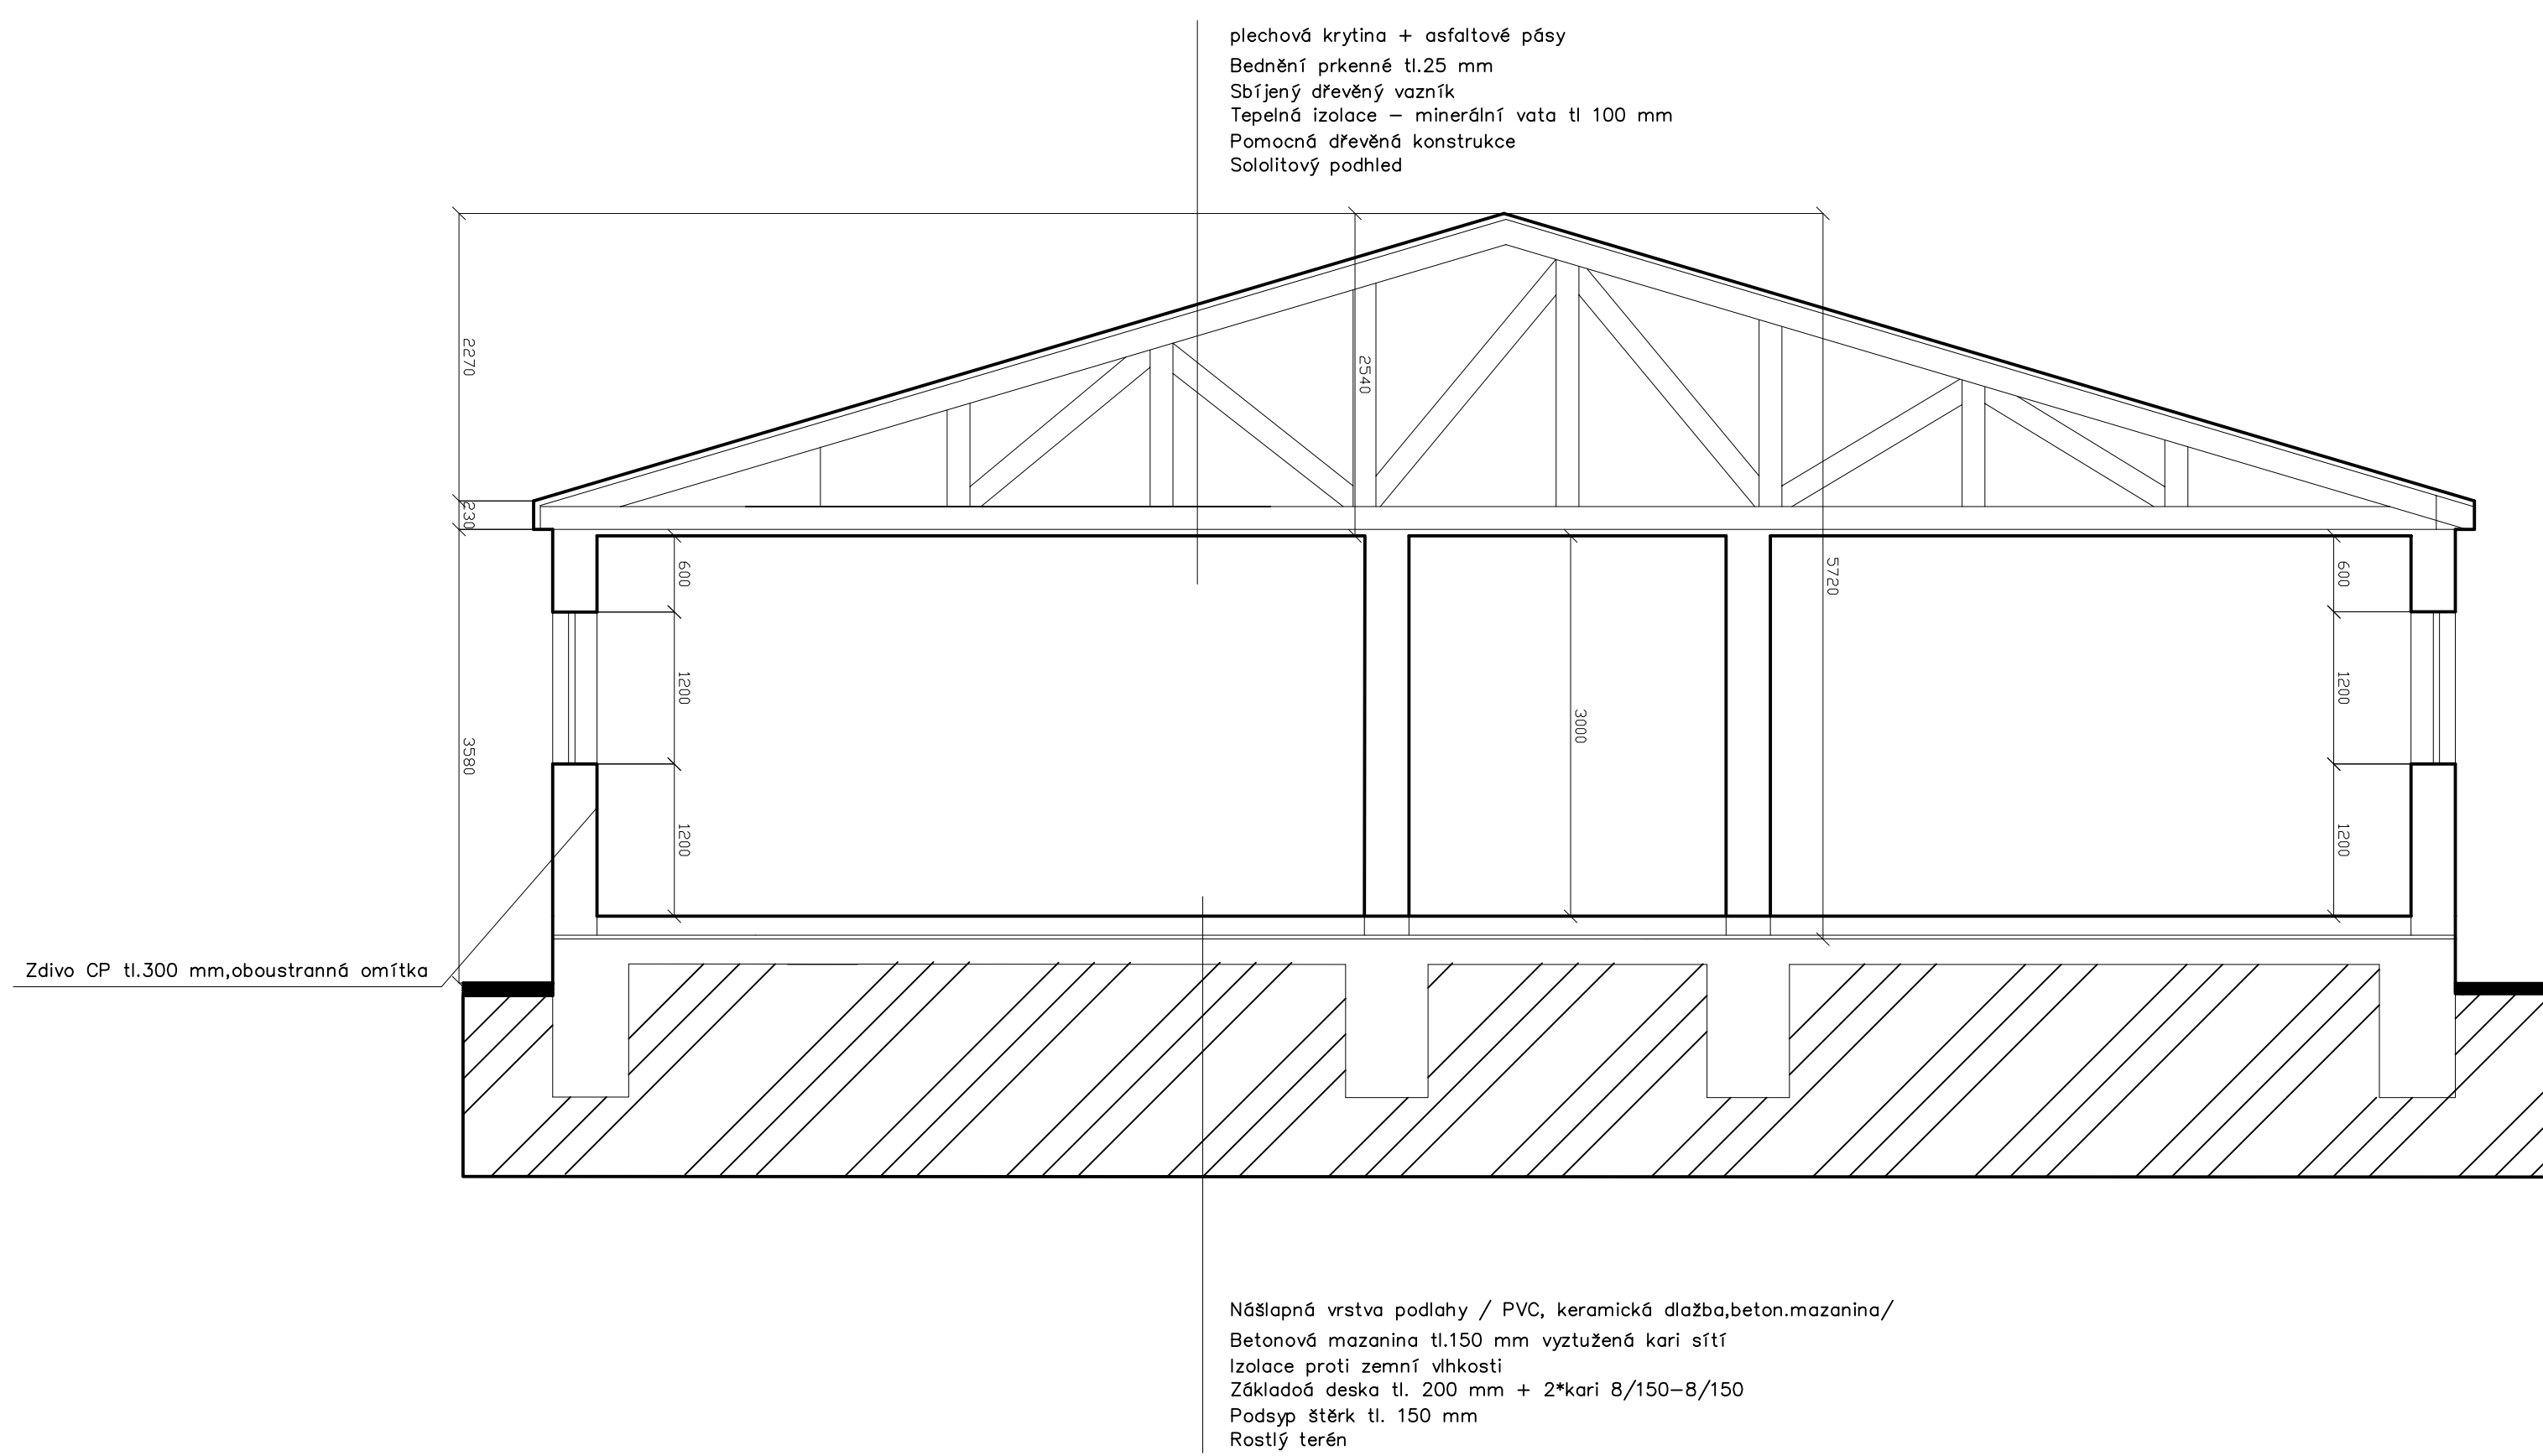 plechová krytina + asfaltové pásy
Bednění prkenné tl.25 mm
Sbíjený dřevěný vazník
Tepelná izolace – minerální vata tl 100 mm
Pomocná dřevěná konstrukce
Sololitový podhled
2270
2540
230
600
5720
600
1200
1200
3000
3580
1200
1200
Zdivo CP tl.300 mm,oboustranná omítka
Nášlapná vrstva podlahy / PVC, keramická dlažba,beton.mazanina/
Betonová mazanina tl.150 mm vyztužená kari sítí
Izolace proti zemní vlhkosti
Základoá deska tl. 200 mm + 2*kari 8/150–8/150
Podsyp štěrk tl. 150 mm
Rostlý terén